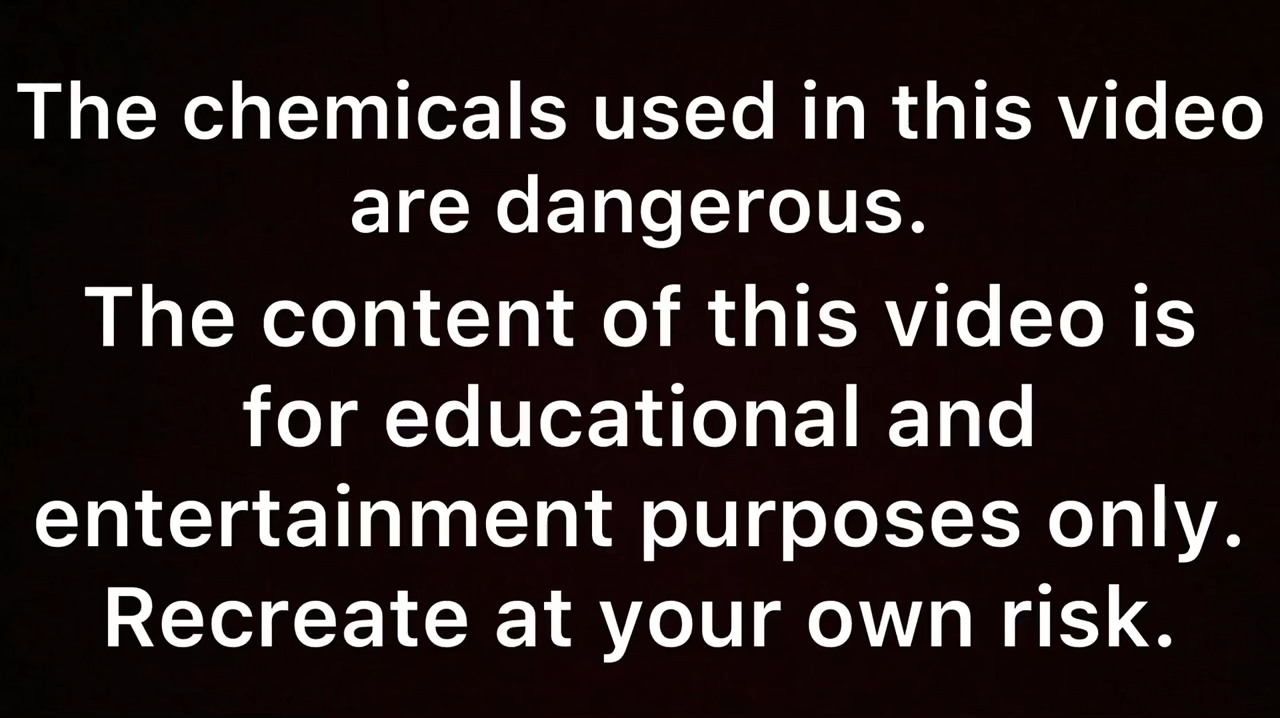 The chemicals used in this video
are dangerous.
The content of this video is
for educational and
entertainment purposes only.
Recreate at your own risk.